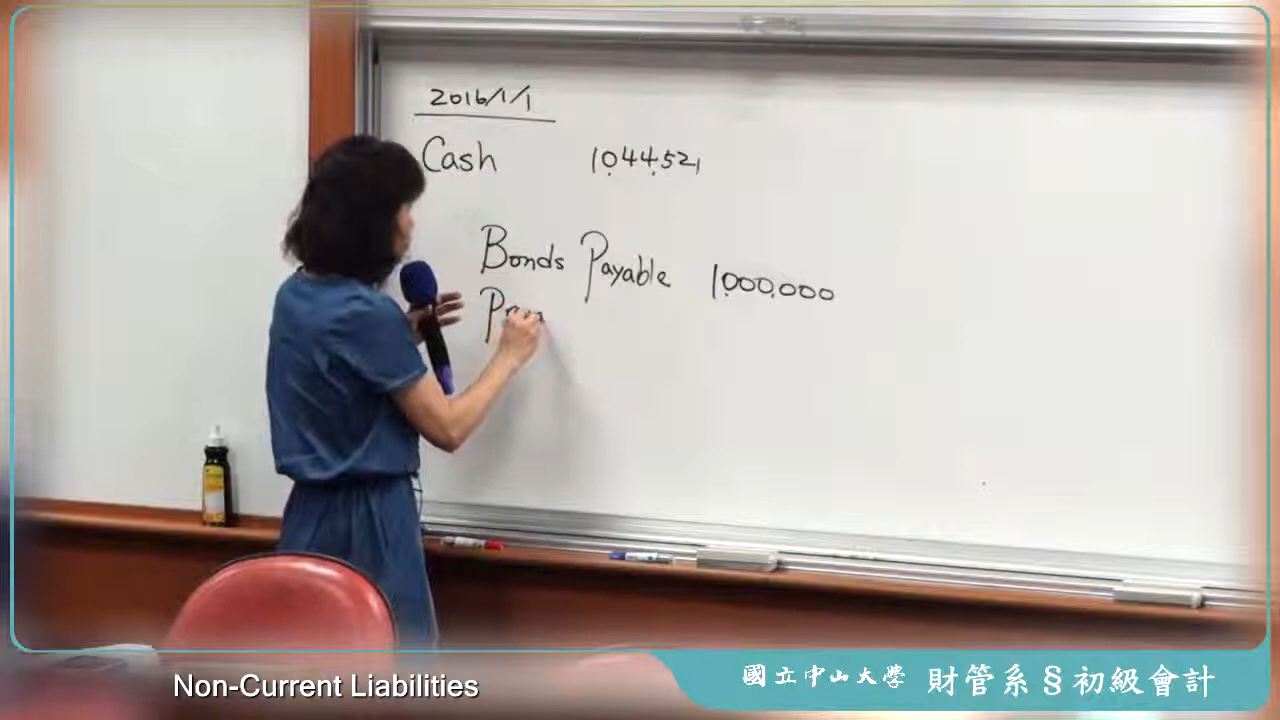 2016/1/1
Cash 1,044,521
Bonds Payable 1,000,000
Non-Current Liabilities
國立中山大學 財管系§初級會計